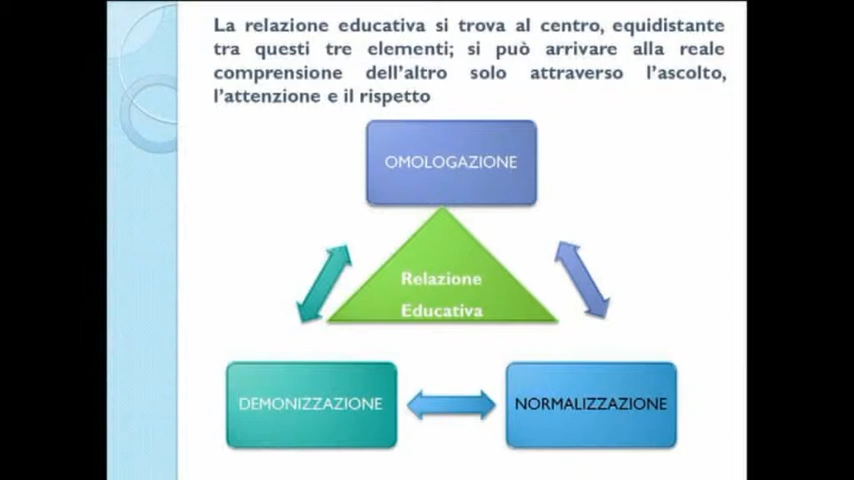 La relazione educativa si trova al centro, equidistante
tra questi tre elementi; si può arrivare alla reale
comprensione dell'altro solo attraverso l'ascolto,
l'attenzione e il rispetto
OMOLOGAZIONE
Relazione
Educativa
DEMONIZZAZIONE
NORMALIZZAZIONE